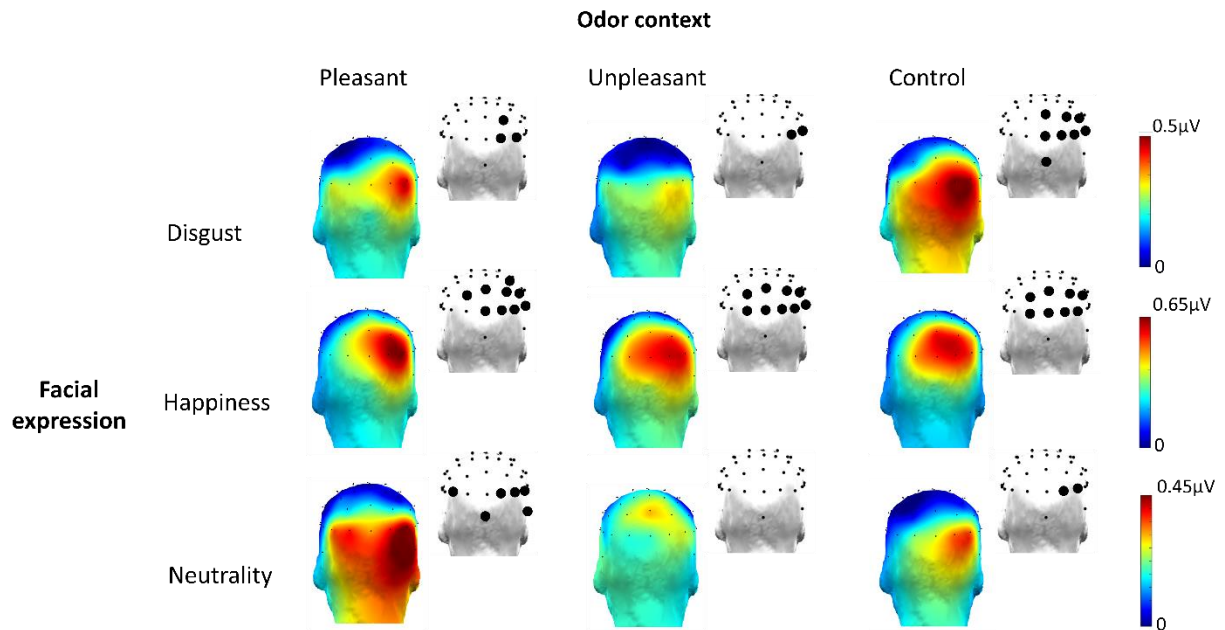 Odor context
Pleasant
Unpleasant
Control
0.5µV
Disgust
0
0.65µV
Facial
expression
Happiness
0
0.45µV
Neutrality
0